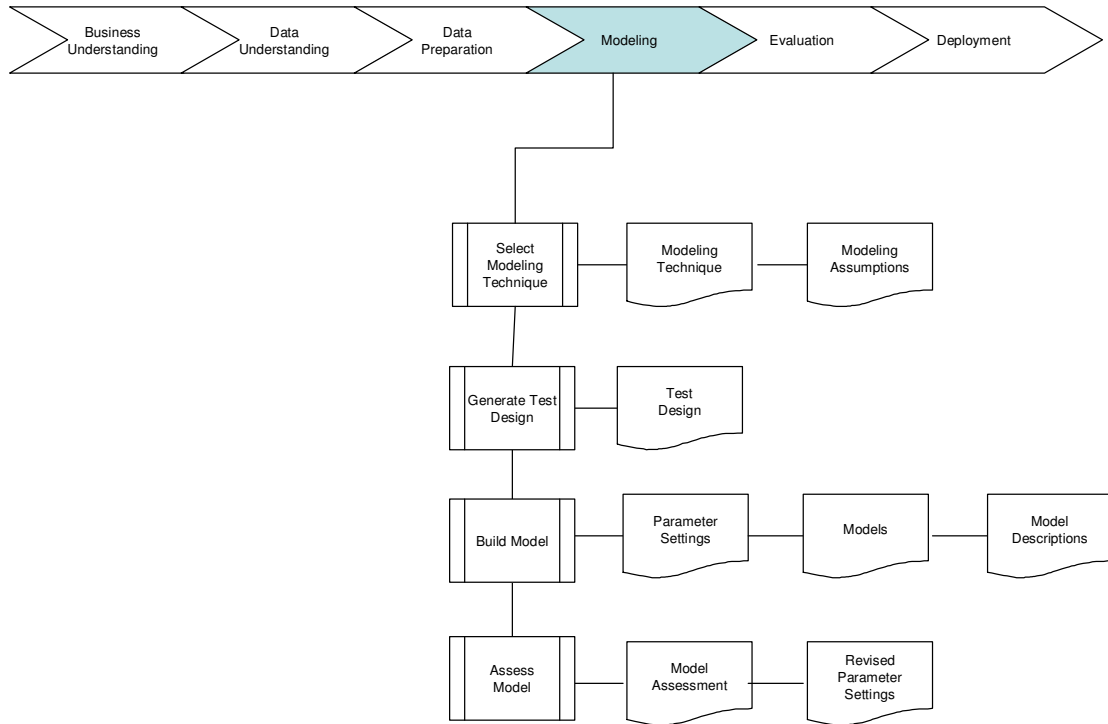 Business
Understanding
Data
Understanding
Data
Preparation
Modeling
Evaluation
Deployment
Select
Modeling
Technique
Modeling
Technique
Modeling
Assumptions
Generate Test
Design
Test
Design
Build Model
Parameter
Settings
Models
Model
Descriptions
Assess
Model
Model
Assessment
Revised
Parameter
Settings